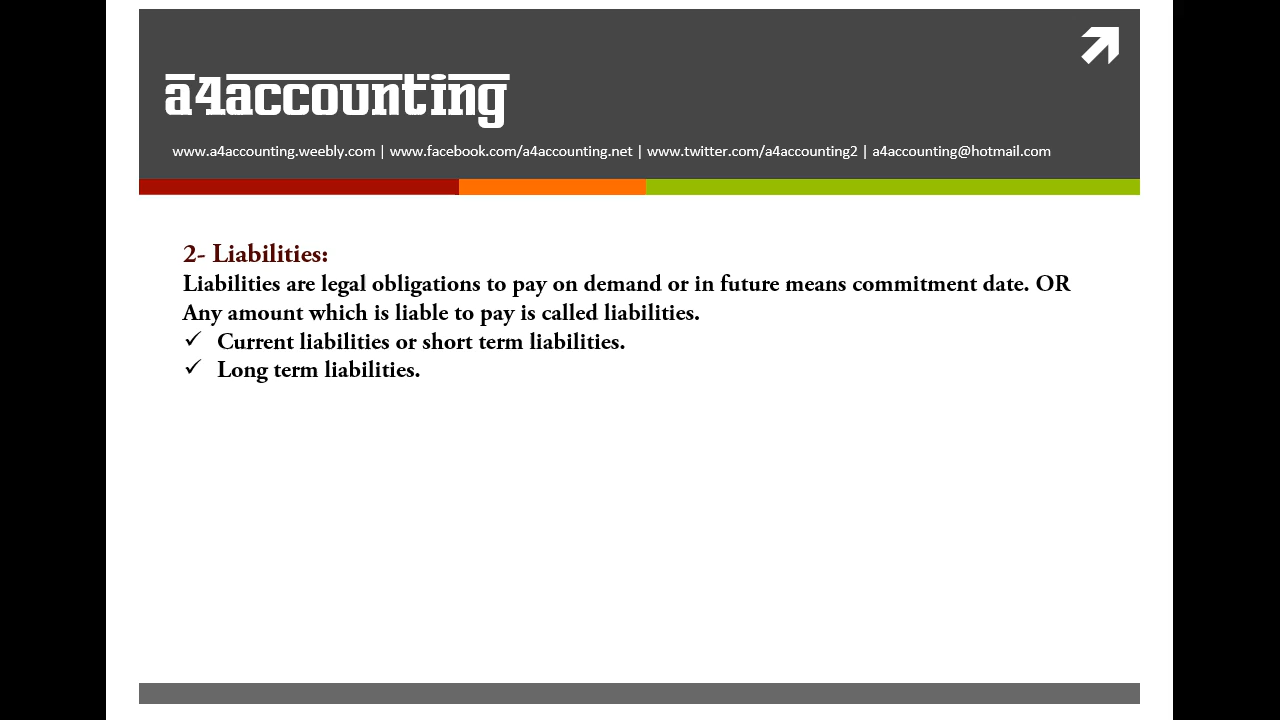 a4accounting
www.a4accounting.weebly.com | www.facebook.com/a4accounting.net | www.twitter.com/a4accounting2 | a4accounting@hotmail.com
2- Liabilities:
Liabilities are legal obligations to pay on demand or in future means commitment date. OR
Any amount which is liable to pay is called liabilities.
✓ Current liabilities or short term liabilities.
✓ Long term liabilities.